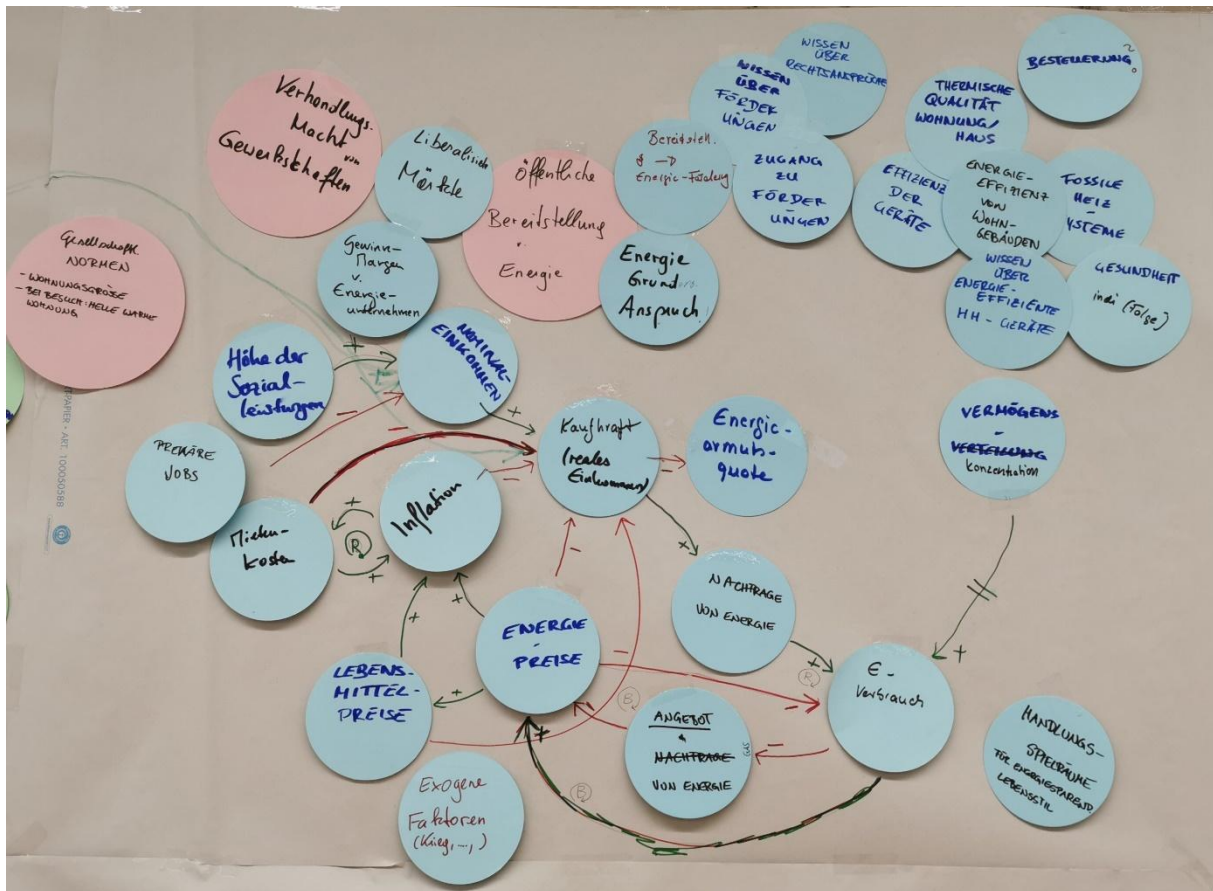 Verhandlungs-
Macht von
Gewerkschaften
Liberalisierte
Märkte
Öffentliche
Bereitstellung
v.
Energie
Bereitstell.
Energie-Förderung
WISSEN
ÜBER
RECHTSANSPRÜCHE
WISSEN
ÜBER
FÖRDER
UNGEN
ZUGANG
ZU
FÖRDER
UNGEN
THERMISCHE
QUALITÄT
WOHNUNG/
HAUS
BESTEUERUNG?
EFFIZIENZ
DER
GERÄTE
ENERGIE-
EFFIZIENZ
VON
WOHN-
GEBÄUDEN
FOSSILE
HEIZ-
SYSTEME
WISSEN
ÜBER
ENERGIE-
EFFIZIENTE
HH-GERÄTE
GESUNDHEIT
indi (Folge)
Gesellschaftl.
NORMEN
- WOHNUNGSGRÖSSE
- BEI BESUCH: HELLE WARME
WOHNUNG
Gewinn-
Margen
v.
Energie-
unternehmen
Energie
Grund
Anspruch!
Höhe der
Sozial-
leistungen
+
+
NOMINAL-
EINKOMMEN
-
-
+
PREKÄRE
JOBS
Mieten-
kosten
+
R
+
Inflation
-
Kaufkraft
(reales
Einkommen)
-
Energie-
armuts-
quote
VERMÖGENS
-
VERTEILUNG
Konzentration
+
+
-
+
NACHFRAGE
VON ENERGIE
+
R
+
LEBENS-
MITTEL-
PREISE
+
ENERGIE
-
PREISE
-
-
B
-
+
ANGEBOT
&
NACHFRAGE
VON ENERGIE
GAS
-
E-
Verbrauch
B
Exogene
Faktoren
(Krieg, ...,)
HANDLUNGS-
SPIELRÄUME
FÜR ENERGIESPAREND.
LEBENSSTIL
PAPIER • ART. 100050588